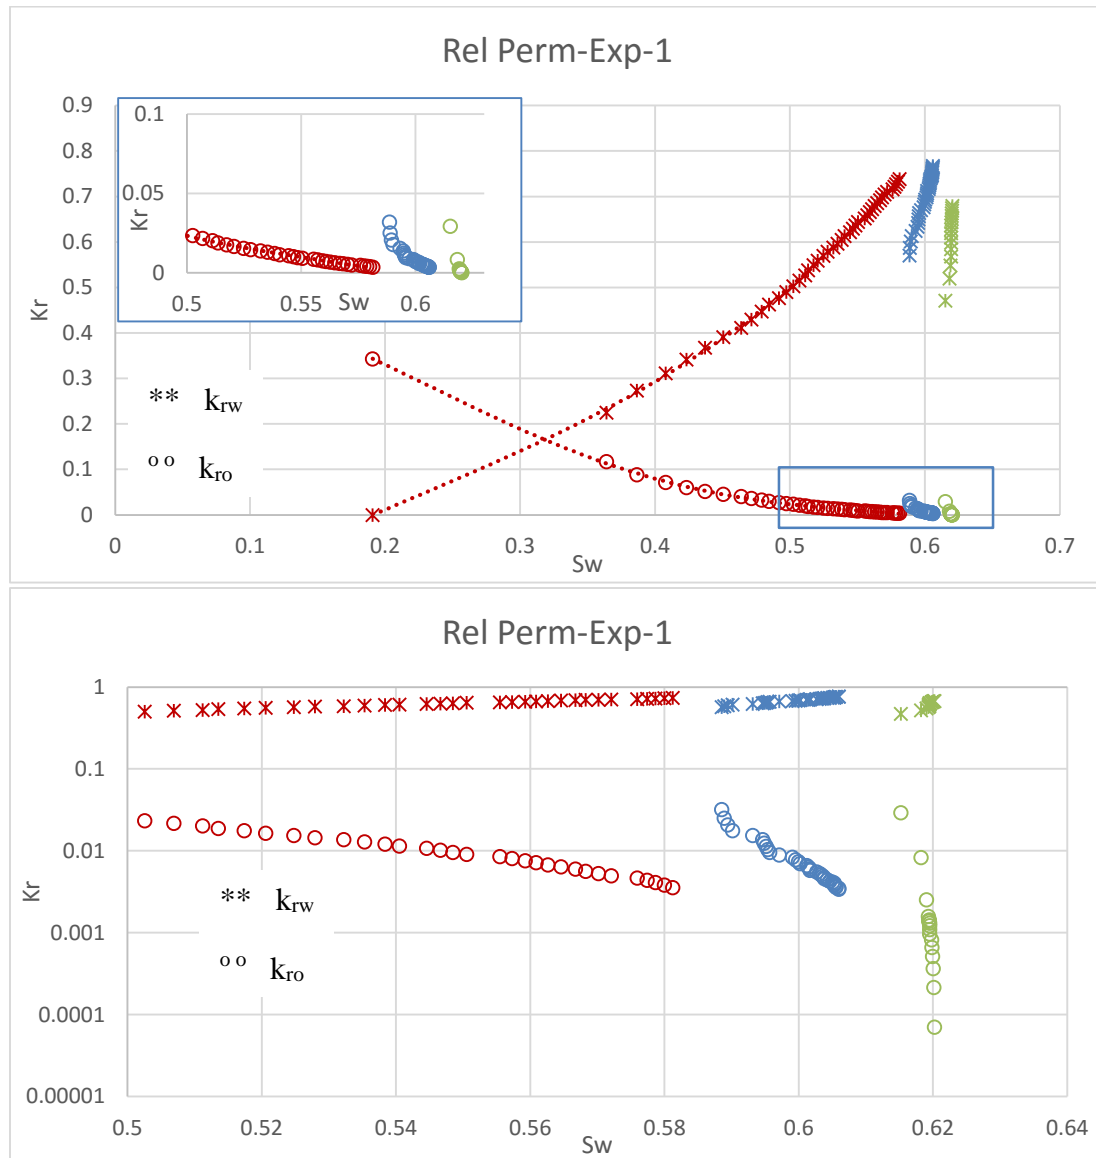 Rel Perm-Exp-1
0.9
0.8
0.7
0.6
0.5
0.4
0.3
0.2
0.1
0
Kr
0.1
0.05
0
Kr
0.5 0.55 0.6
Sw
** krw
o o kro
0 0.1 0.2 0.3 0.4 0.5 0.6 0.7
Sw
Rel Perm-Exp-1
1
0.1
0.01
0.001
0.0001
0.00001
Kr
** krw
o o kro
0.5 0.52 0.54 0.56 0.58 0.6 0.62 0.64
Sw